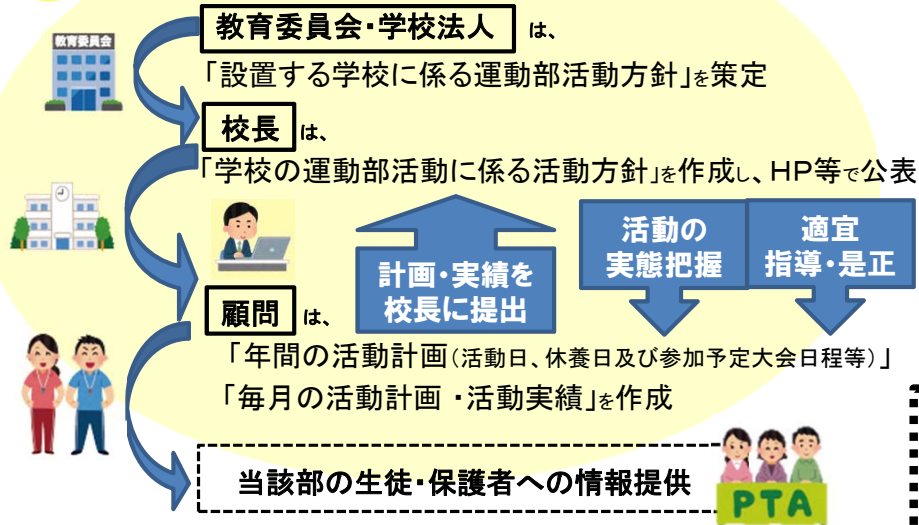 教育委員会
教育委員会・学校法人 は、
「設置する学校に係る運動部活動方針」を策定
校長 は、
「学校の運動部活動に係る活動方針」を作成し、HP等で公表
計画・実績を
校長に提出
活動の
実態把握
適宜
指導・是正
顧問 は、
「年間の活動計画(活動日、休養日及び参加予定大会日程等)」
「毎月の活動計画 ・活動実績」を作成
当該部の生徒・保護者への情報提供
PTA